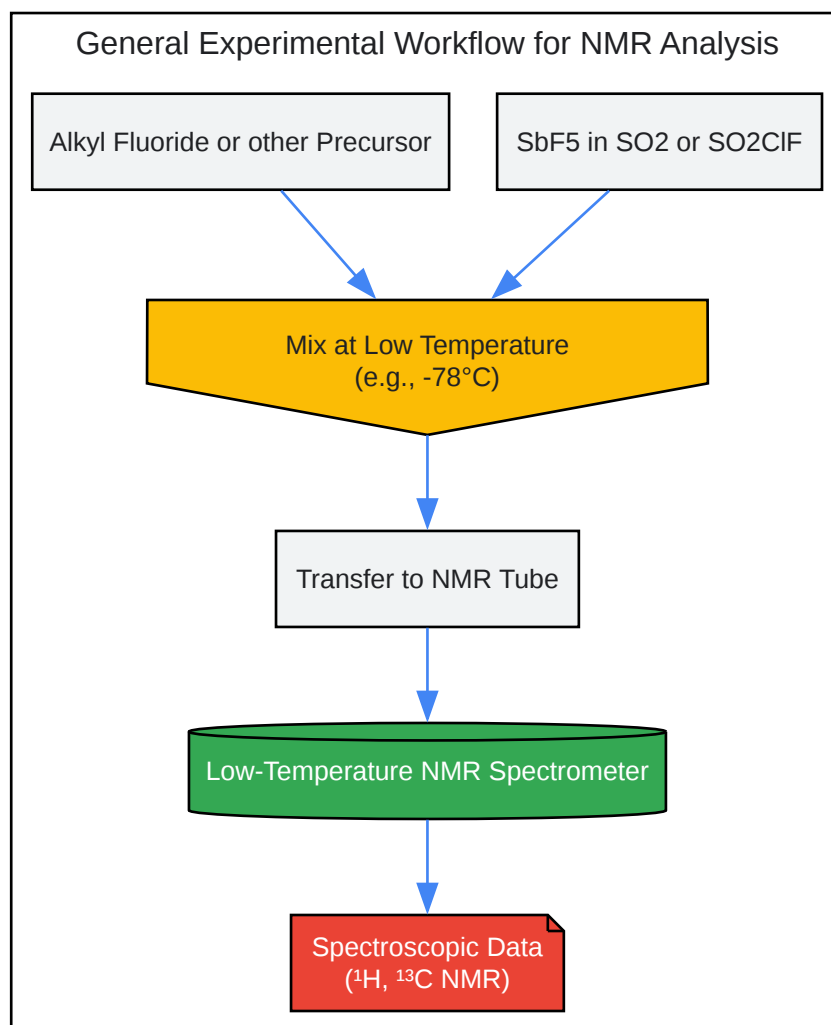 General Experimental Workflow for NMR Analysis
Alkyl Fluoride or other Precursor
SbF5 in SO2 or SO2ClF
Mix at Low Temperature
(e.g., -78°C)
Transfer to NMR Tube
Low-Temperature NMR Spectrometer
Spectroscopic Data
(¹H, ¹³C NMR)